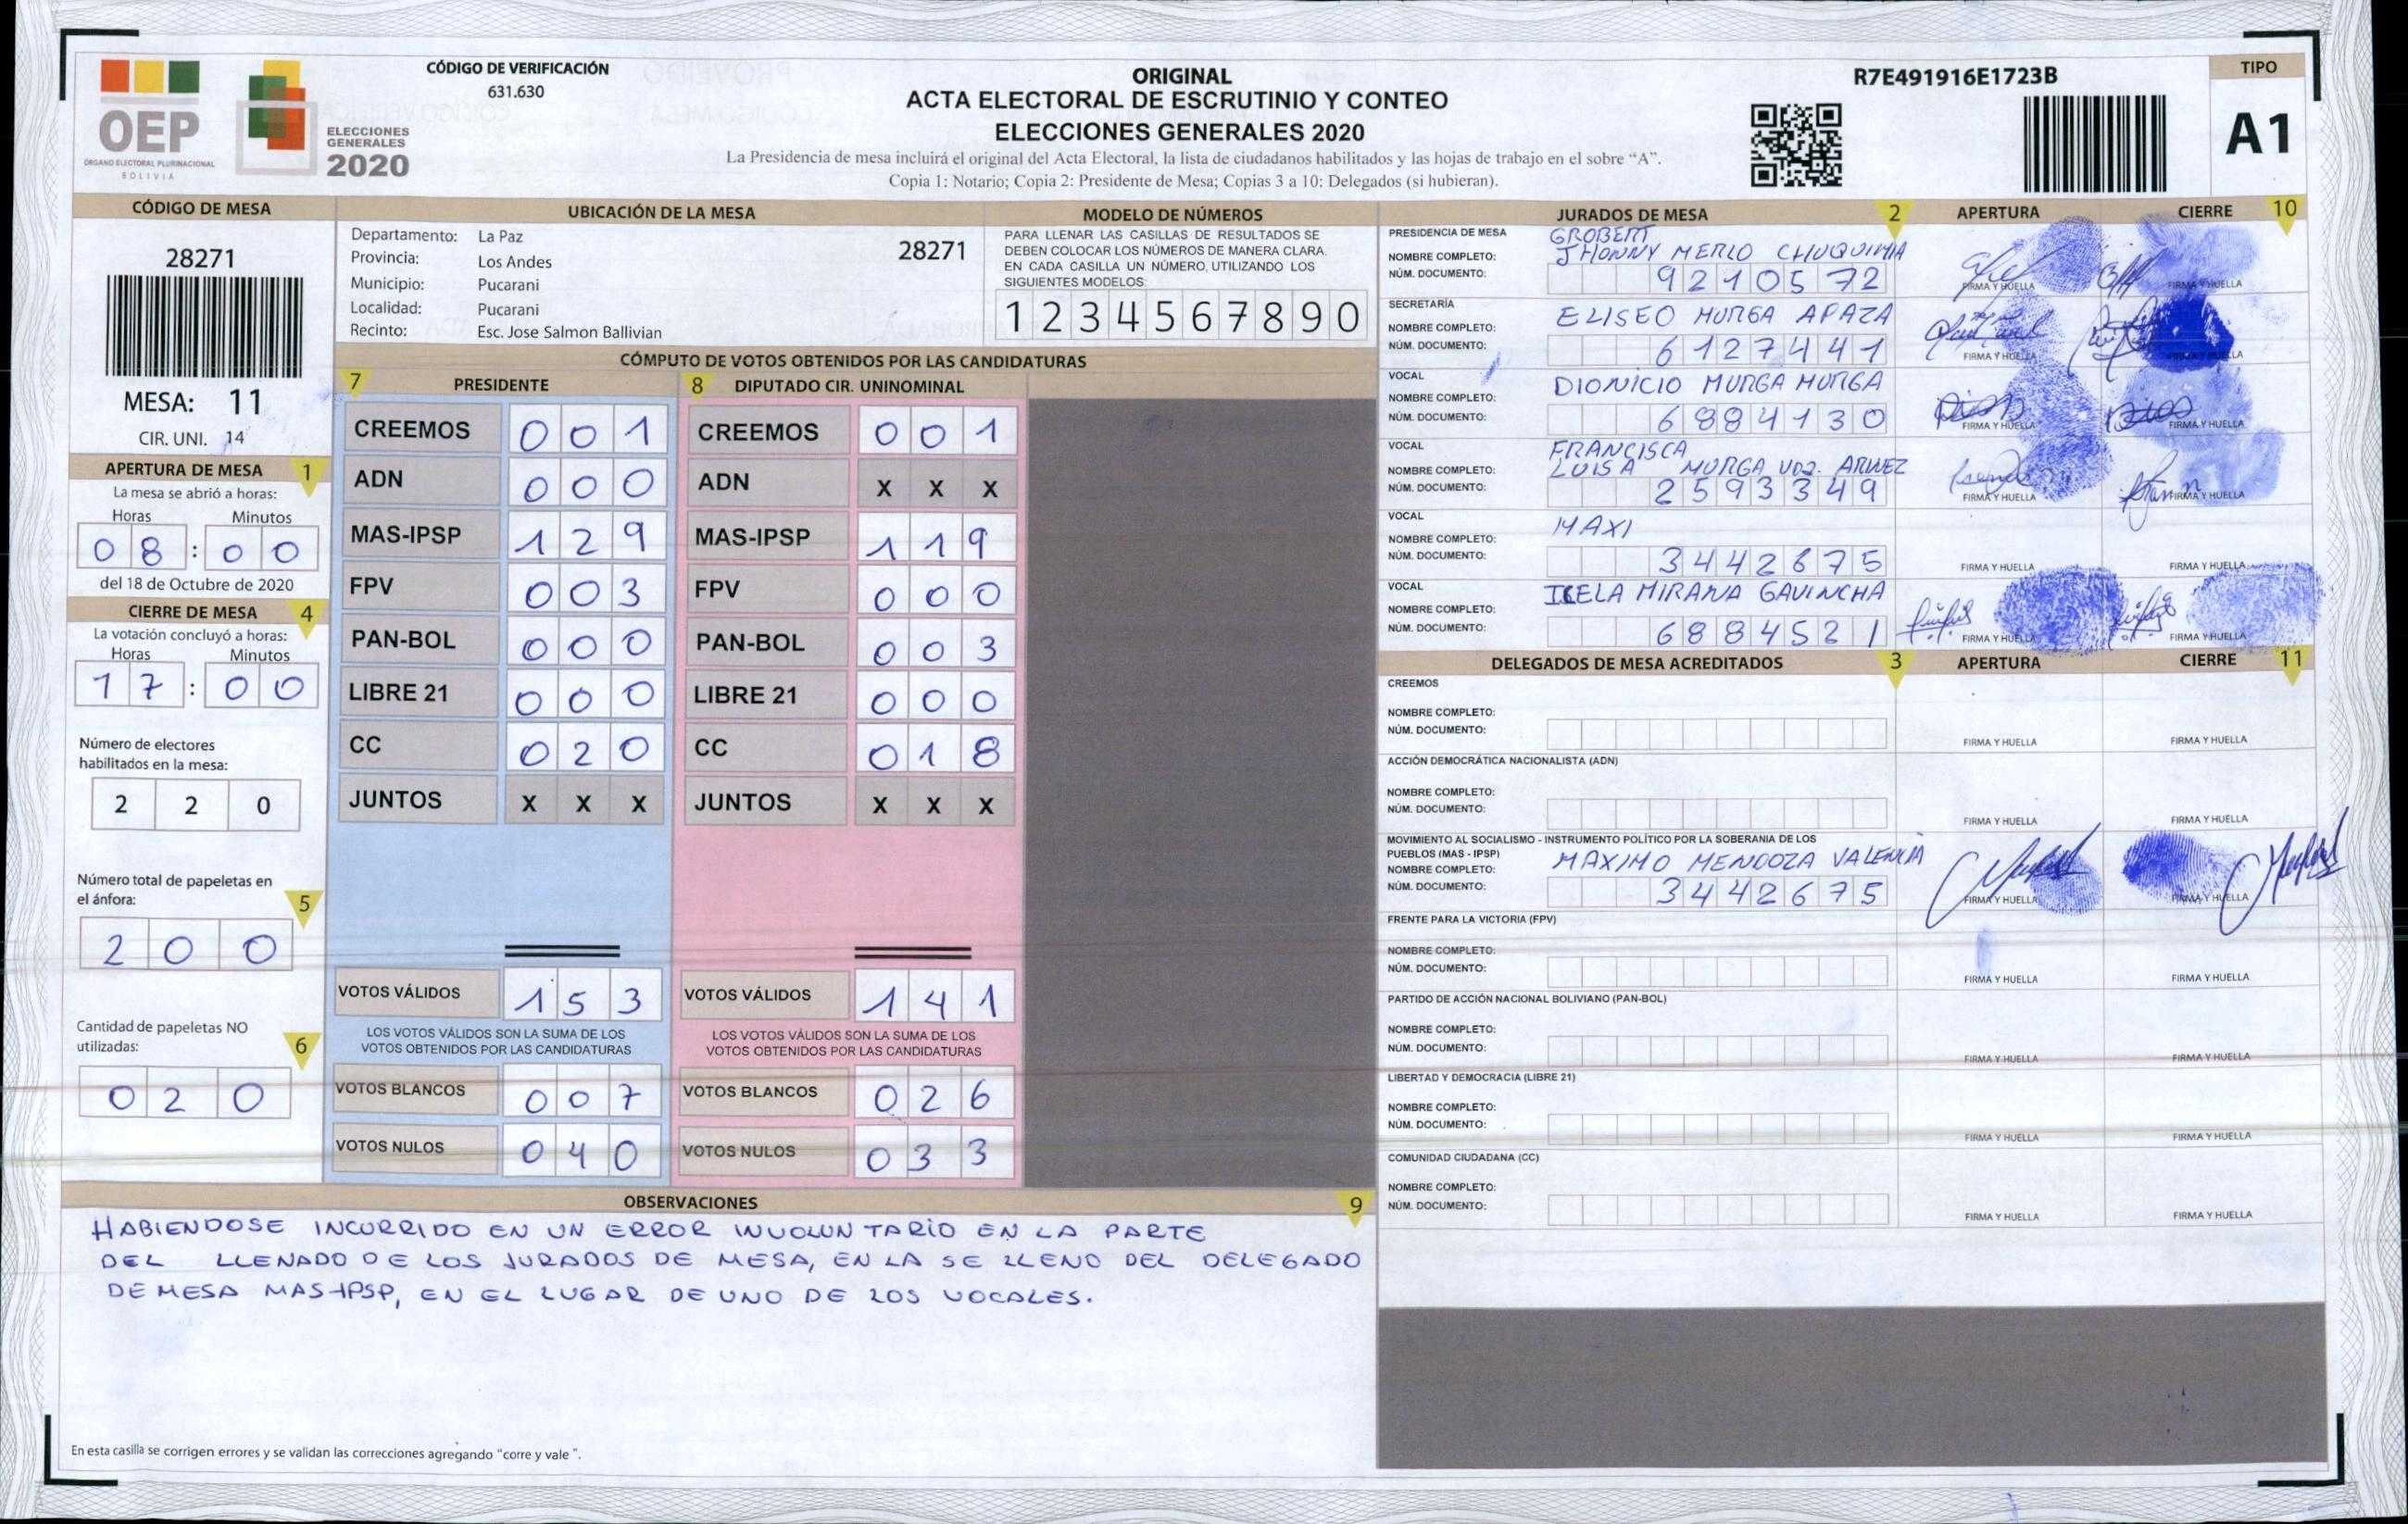 OEP
ÓRGANO ELECTORAL PLURINACIONAL
BOLIVIA
ELECCIONES
GENERALES
2020
CÓDIGO DE VERIFICACIÓN
631.630
ORIGINAL
ACTA ELECTORAL DE ESCRUTINIO Y CONTEO
ELECCIONES GENERALES 2020
La Presidencia de mesa incluirá el original del Acta Electoral, la lista de ciudadanos habilitados y las hojas de trabajo en el sobre “A”.
Copia 1: Notario; Copia 2: Presidente de Mesa; Copias 3 a 10: Delegados (si hubieran).
R7E491916E1723B
TIPO
A1
CÓDIGO DE MESA
28271
MESA: 11
CIR. UNI. 14
APERTURA DE MESA 1
La mesa se abrió a horas:
Horas Minutos
0 8 : 0 0
del 18 de Octubre de 2020
CIERRE DE MESA 4
La votación concluyó a horas:
Horas Minutos
1 7 : 0 0
Número de electores
habilitados en la mesa:
2 2 0
Número total de papeletas en
el ánfora: 5
2 0 0
Cantidad de papeletas NO
utilizadas: 6
0 2 0
UBICACIÓN DE LA MESA
Departamento: La Paz
28271
Provincia: Los Andes
Municipio: Pucarani
Localidad: Pucarani
Recinto: Esc. Jose Salmon Ballivian
MODELO DE NÚMEROS
PARA LLENAR LAS CASILLAS DE RESULTADOS SE
DEBEN COLOCAR LOS NÚMEROS DE MANERA CLARA.
EN CADA CASILLA UN NÚMERO, UTILIZANDO LOS
SIGUIENTES MODELOS:
1 2 3 4 5 6 7 8 9 0
CÓMPUTO DE VOTOS OBTENIDOS POR LAS CANDIDATURAS
7 PRESIDENTE
CREEMOS 0 0 1
ADN 0 0 0
MAS-IPSP 1 2 9
FPV 0 0 3
PAN-BOL 0 0 0
LIBRE 21 0 0 0
CC 0 2 0
JUNTOS X X X
VOTOS VÁLIDOS 1 5 3
LOS VOTOS VÁLIDOS SON LA SUMA DE LOS
VOTOS OBTENIDOS POR LAS CANDIDATURAS
VOTOS BLANCOS 0 0 7
VOTOS NULOS 0 4 0
8 DIPUTADO CIR. UNINOMINAL
CREEMOS 0 0 1
ADN X X X
MAS-IPSP 1 1 9
FPV 0 0 0
PAN-BOL 0 0 3
LIBRE 21 0 0 0
CC 0 1 8
JUNTOS X X X
VOTOS VÁLIDOS 1 4 1
LOS VOTOS VÁLIDOS SON LA SUMA DE LOS
VOTOS OBTENIDOS POR LAS CANDIDATURAS
VOTOS BLANCOS 0 2 6
VOTOS NULOS 0 3 3
OBSERVACIONES 9
HABIENDOSE INCURRIDO EN UN ERROR INVOLUNTARIO EN LA PARTE
DEL LLENADO DE LOS JURADOS DE MESA, EN LA SE LLENO DEL DELEGADO
DE MESA MAS-IPSP, EN EL LUGAR DE UNO DE LOS VOCALES.
En esta casilla se corrigen errores y se validan las correcciones agregando “corre y vale ”.
JURADOS DE MESA 2 APERTURA CIERRE 10
PRESIDENCIA DE MESA GROBERT
NOMBRE COMPLETO: JHONNY MERLO CHUQUIMIA
NÚM. DOCUMENTO: 9210572 FIRMA Y HUELLA FIRMA Y HUELLA
SECRETARÍA
NOMBRE COMPLETO: ELISEO MURGA APAZA
NÚM. DOCUMENTO: 6127441 FIRMA Y HUELLA
VOCAL
NOMBRE COMPLETO: DIONICIO MURGA MURGA
NÚM. DOCUMENTO: 6884130 FIRMA Y HUELLA FIRMA Y HUELLA
VOCAL FRANCISCA
NOMBRE COMPLETO: LUISA MURGA VDA.
NÚM. DOCUMENTO: 2593349 FIRMA Y HUELLA FIRMA Y HUELLA
VOCAL
NOMBRE COMPLETO: MAXI
NÚM. DOCUMENTO: 3442675 FIRMA Y HUELLA FIRMA Y HUELLA
VOCAL
NOMBRE COMPLETO: MIRANA GAVINCHA
NÚM. DOCUMENTO: 6884521 FIRMA Y HUELLA FIRMA Y HUELLA
DELEGADOS DE MESA ACREDITADOS 3 APERTURA CIERRE 11
CREEMOS
NOMBRE COMPLETO:
NÚM. DOCUMENTO: FIRMA Y HUELLA FIRMA Y HUELLA
ACCIÓN DEMOCRÁTICA NACIONALISTA (ADN)
NOMBRE COMPLETO:
NÚM. DOCUMENTO: FIRMA Y HUELLA FIRMA Y HUELLA
MOVIMIENTO AL SOCIALISMO - INSTRUMENTO POLÍTICO POR LA SOBERANIA DE LOS
PUEBLOS (MAS - IPSP)
NOMBRE COMPLETO: MAXIMO MENDOZA VALENCIA
NÚM. DOCUMENTO: 3442675 FIRMA Y HUELLA FIRMA Y HUELLA
FRENTE PARA LA VICTORIA (FPV)
NOMBRE COMPLETO:
NÚM. DOCUMENTO: FIRMA Y HUELLA FIRMA Y HUELLA
PARTIDO DE ACCIÓN NACIONAL BOLIVIANO (PAN-BOL)
NOMBRE COMPLETO:
NÚM. DOCUMENTO: FIRMA Y HUELLA FIRMA Y HUELLA
LIBERTAD Y DEMOCRACIA (LIBRE 21)
NOMBRE COMPLETO:
NÚM. DOCUMENTO: FIRMA Y HUELLA FIRMA Y HUELLA
COMUNIDAD CIUDADANA (CC)
NOMBRE COMPLETO:
NÚM. DOCUMENTO: FIRMA Y HUELLA FIRMA Y HUELLA